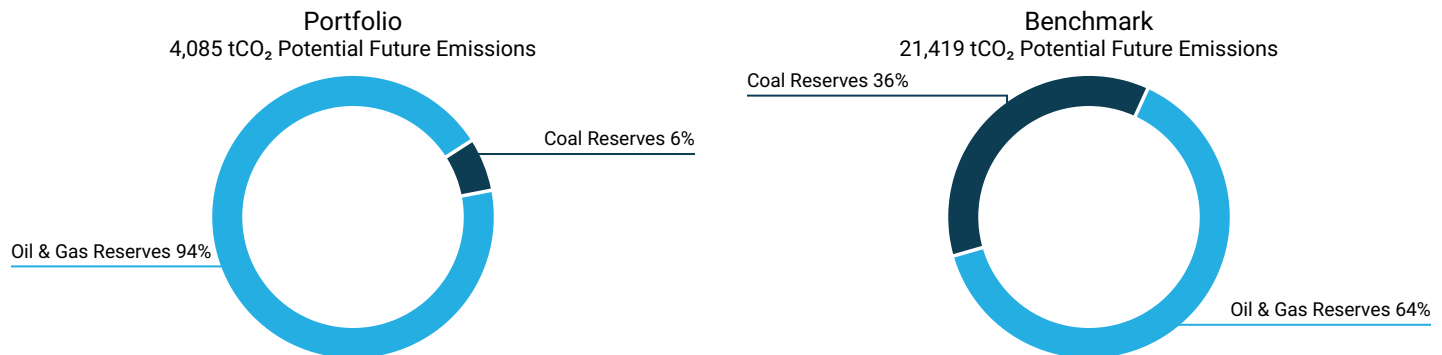 Portfolio
4,085 tCO₂ Potential Future Emissions
Coal Reserves 6%
Oil & Gas Reserves 94%
Benchmark
21,419 tCO₂ Potential Future Emissions
Coal Reserves 36%
Oil & Gas Reserves 64%